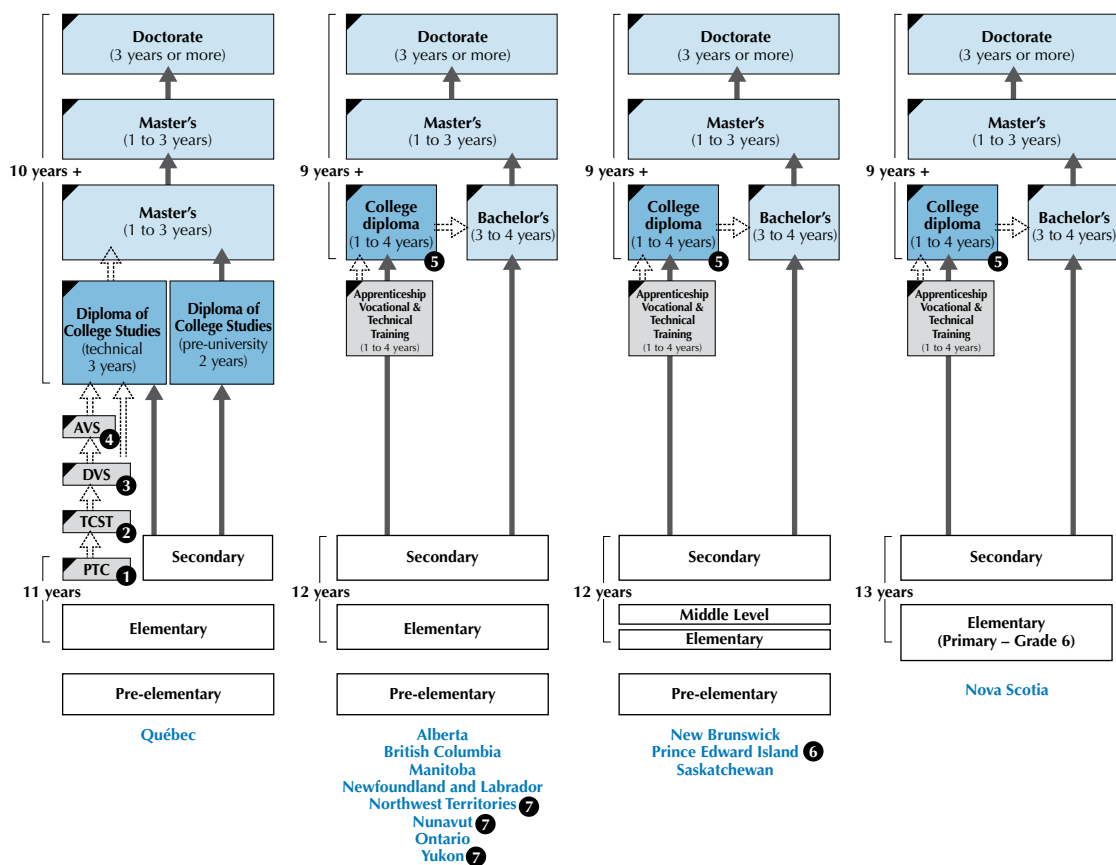 Doctorate
(3 years or more)
Master's
(1 to 3 years)
10 years +
Master's
(1 to 3 years)
Diploma of
College Studies
(technical
3 years)
Diploma of
College Studies
(pre-university
2 years)
AVS
4
DVS
3
TCST
2
PTC
1
Secondary
11 years
Elementary
Pre-elementary
Québec
Doctorate
(3 years or more)
Master's
(1 to 3 years)
9 years +
College
diploma
(1 to 4 years)
5
Bachelor's
(3 to 4 years)
Apprenticeship
Vocational &
Technical
Training
(1 to 4 years)
Secondary
12 years
Elementary
Pre-elementary
Alberta
British Columbia
Manitoba
Newfoundland and Labrador
Northwest Territories 7
Nunavut 7
Ontario
Yukon 7
Doctorate
(3 years or more)
Master's
(1 to 3 years)
9 years +
College
diploma
(1 to 4 years)
5
Bachelor's
(3 to 4 years)
Apprenticeship
Vocational &
Technical
Training
(1 to 4 years)
Secondary
12 years
Middle Level
Elementary
Pre-elementary
New Brunswick
Prince Edward Island 6
Saskatchewan
Doctorate
(3 years or more)
Master's
(1 to 3 years)
9 years +
College
diploma
(1 to 4 years)
5
Bachelor's
(3 to 4 years)
Apprenticeship
Vocational &
Technical
Training
(1 to 4 years)
Secondary
13 years
Elementary
(Primary – Grade 6)
Nova Scotia